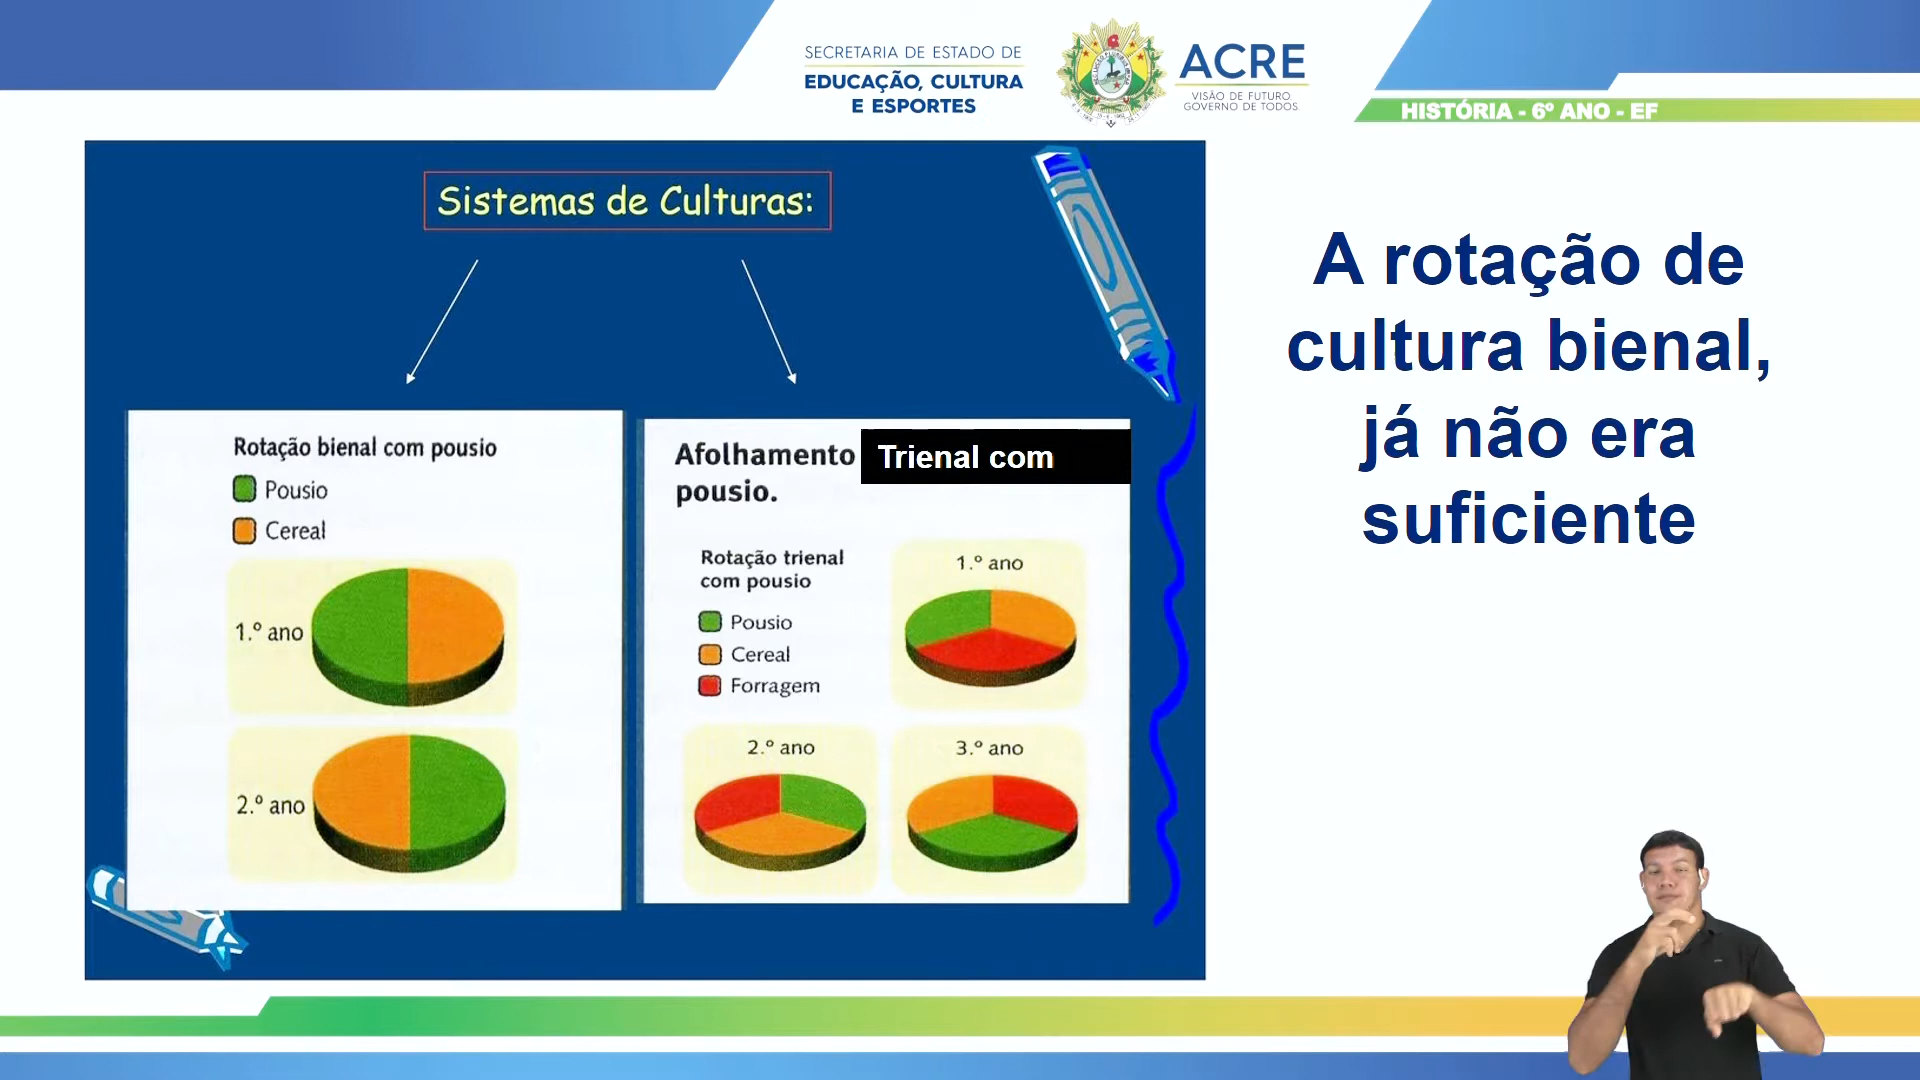 SECRETARIA DE ESTADO DE
EDUCAÇÃO, CULTURA
E ESPORTES
ACRE
VISÃO DE FUTURO
GOVERNO DE TODOS
HISTÓRIA - 6º ANO - EF
Sistemas de Culturas:
Rotação bienal com pousio
Pousio
Cereal
1.º ano
2.º ano
Afolhamento Trienal com
pousio.
Rotação trienal
com pousio
Pousio
Cereal
Forragem
1.º ano
2.º ano
3.º ano
A rotação de
cultura bienal,
já não era
suficiente